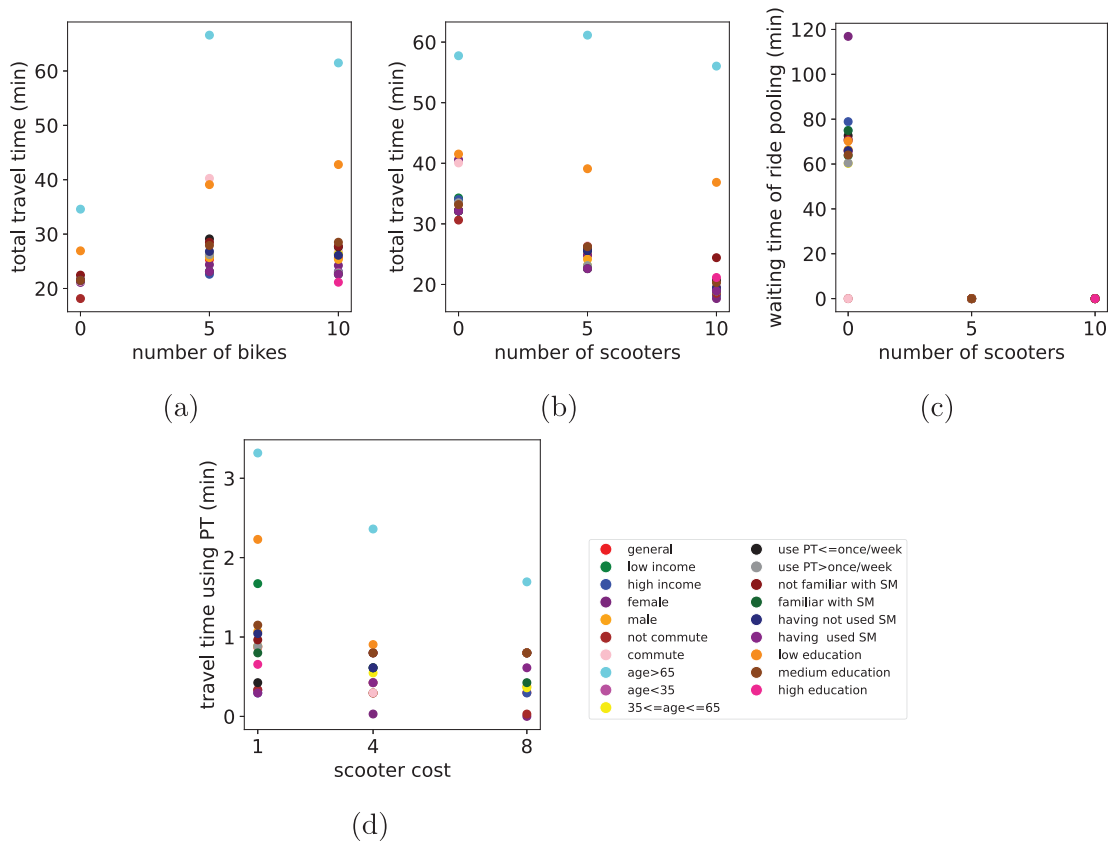 total travel time (min)
60
50
40
30
20
0
5
10
number of bikes
(a)
total travel time (min)
60
50
40
30
20
0
5
10
number of scooters
(b)
waiting time of ride pooling (min)
120
100
80
60
40
20
0
0
5
10
number of scooters
(c)
travel time using PT (min)
3
2
1
0
1
4
8
scooter cost
(d)
general
low income
high income
female
male
not commute
commute
age>65
age<35
35<=age<=65
use PT<=once/week
use PT>once/week
not familiar with SM
familiar with SM
having not used SM
having used SM
low education
medium education
high education